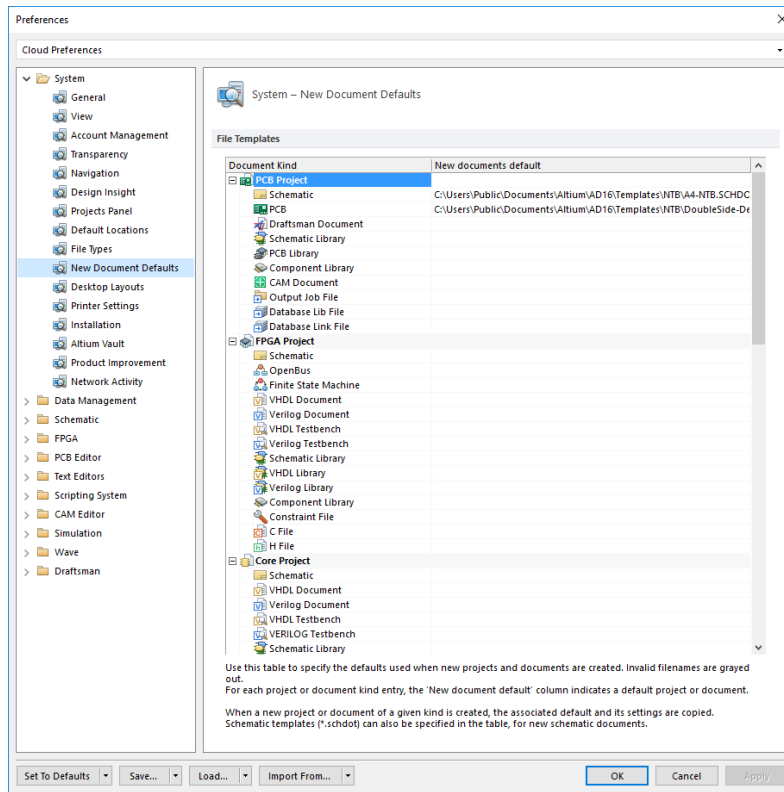 Preferences
Cloud Preferences
System
General
View
Account Management
Transparency
Navigation
Design Insight
Projects Panel
Default Locations
File Types
New Document Defaults
Desktop Layouts
Printer Settings
Installation
Altium Vault
Product Improvement
Network Activity
Data Management
Schematic
FPGA
PCB Editor
Text Editors
Scripting System
CAM Editor
Simulation
Wave
Draftsman
System – New Document Defaults
File Templates
Document Kind New documents default
PCB Project
Schematic C:\Users\Public\Documents\Altium\AD16\Templates\NTB\A4-NTB.SCHDC
PCB C:\Users\Public\Documents\Altium\AD16\Templates\NTB\DoubleSide-De
Draftsman Document
Schematic Library
PCB Library
Component Library
CAM Document
Output Job File
Database Lib File
Database Link File
FPGA Project
Schematic
OpenBus
Finite State Machine
VHDL Document
Verilog Document
VHDL Testbench
Verilog Testbench
Schematic Library
VHDL Library
Verilog Library
Component Library
Constraint File
C File
H File
Core Project
Schematic
VHDL Document
Verilog Document
VHDL Testbench
VERILOG Testbench
Schematic Library
Use this table to specify the defaults used when new projects and documents are created. Invalid filenames are grayed
out.
For each project or document kind entry, the 'New document default' column indicates a default project or document.
When a new project or document of a given kind is created, the associated default and its settings are copied.
Schematic templates (*.schdot) can also be specified in the table, for new schematic documents.
Set To Defaults Save... Load... Import From... OK Cancel Apply